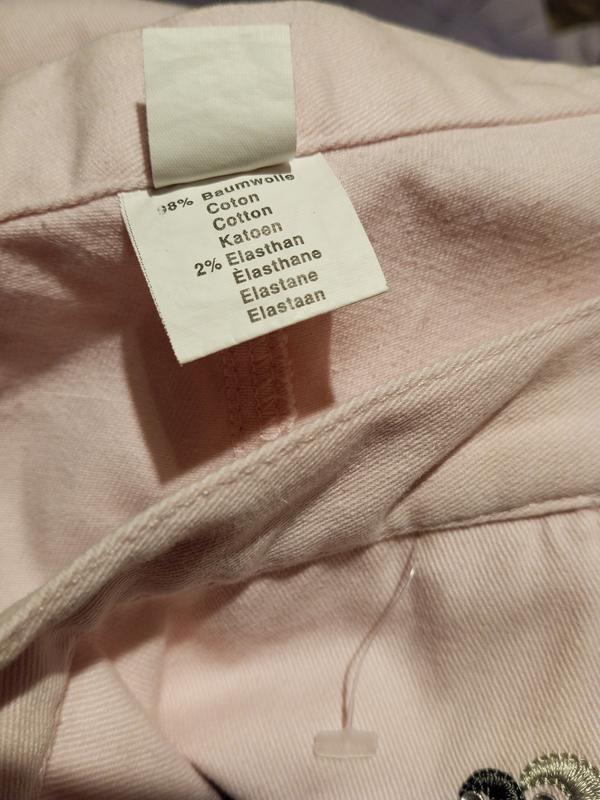 98% Baumwolle
Coton
Cotton
Katoen
2% Elasthan
Èlasthane
Elastane
Elastaan